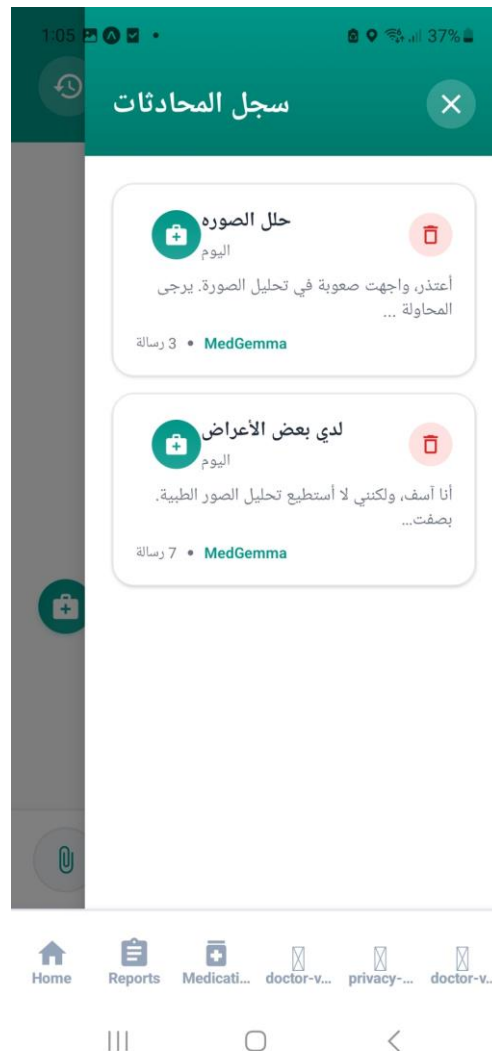 1:05
37%
سجل المحادثات
حلل الصوره
اليوم
أعتذر، واجهت صعوبة في تحليل الصورة. يرجى
المحاولة ...
MedGemma • 3 رسالة
لدي بعض الأعراض
اليوم
أنا آسف، ولكنني لا أستطيع تحليل الصور الطبية.
بصفت...
MedGemma • 7 رسالة
Home
Reports
Medicati...
doctor-v...
privacy-...
doctor-v..